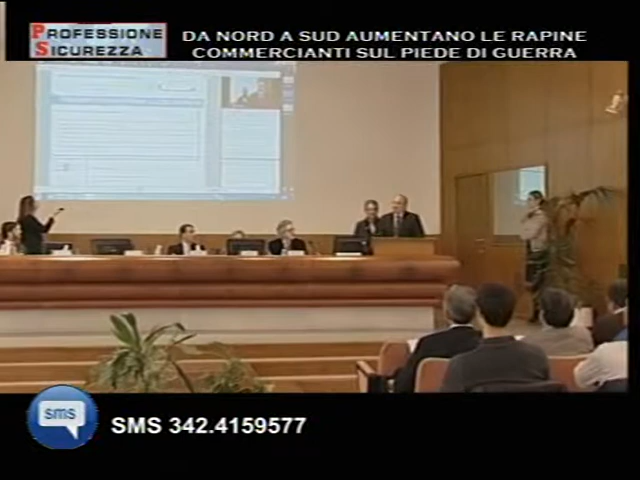 PROFESSIONE
SICUREZZA
DA NORD A SUD AUMENTANO LE RAPINE
COMMERCIANTI SUL PIEDE DI GUERRA
sms
SMS 342.4159577